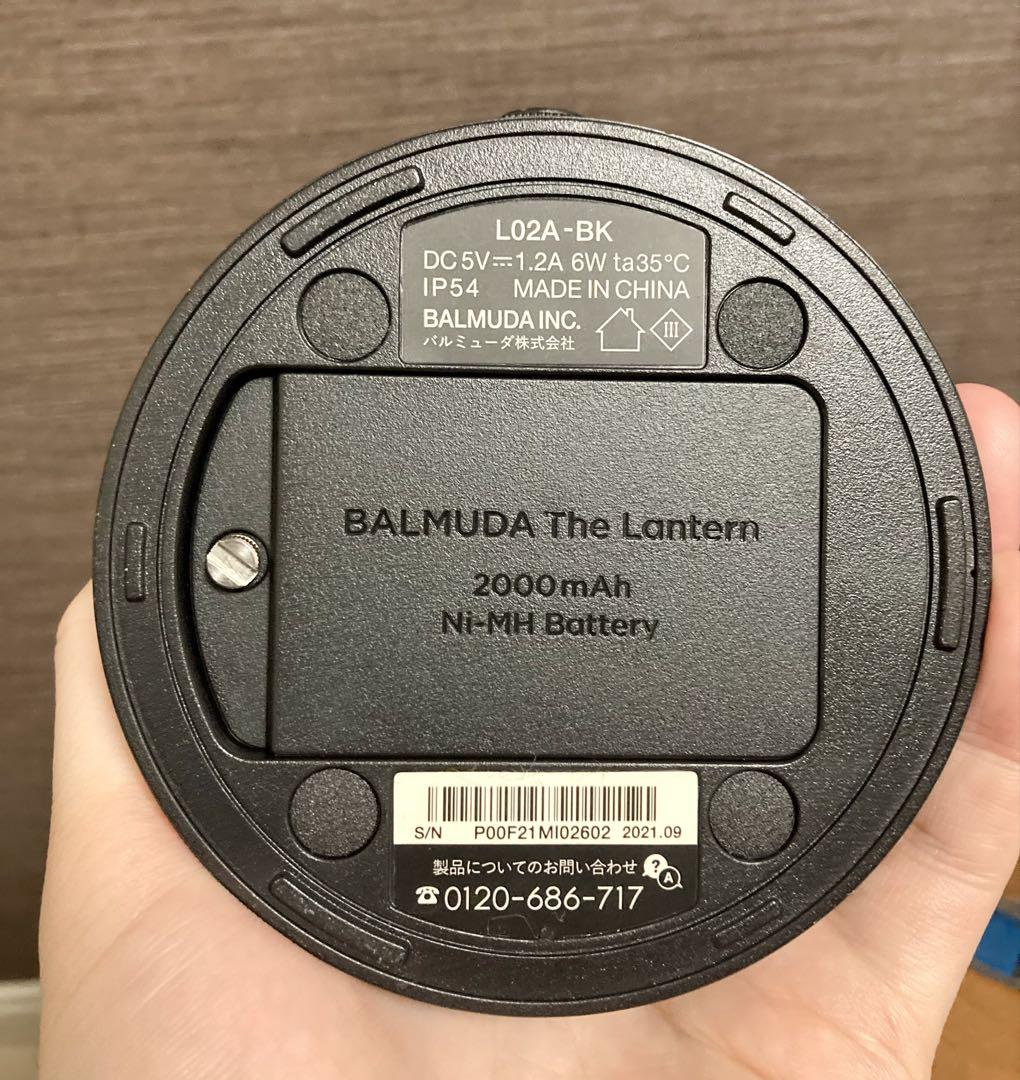 L02A-BK
DC 5V⎓1.2A 6W ta35°C
IP54 MADE IN CHINA
BALMUDA INC.
バルミューダ株式会社
III
BALMUDA The Lantern
2000mAh
Ni-MH Battery
S/N P00F21MI02602 2021.09
製品についてのお問い合わせ ? A
☎0120-686-717